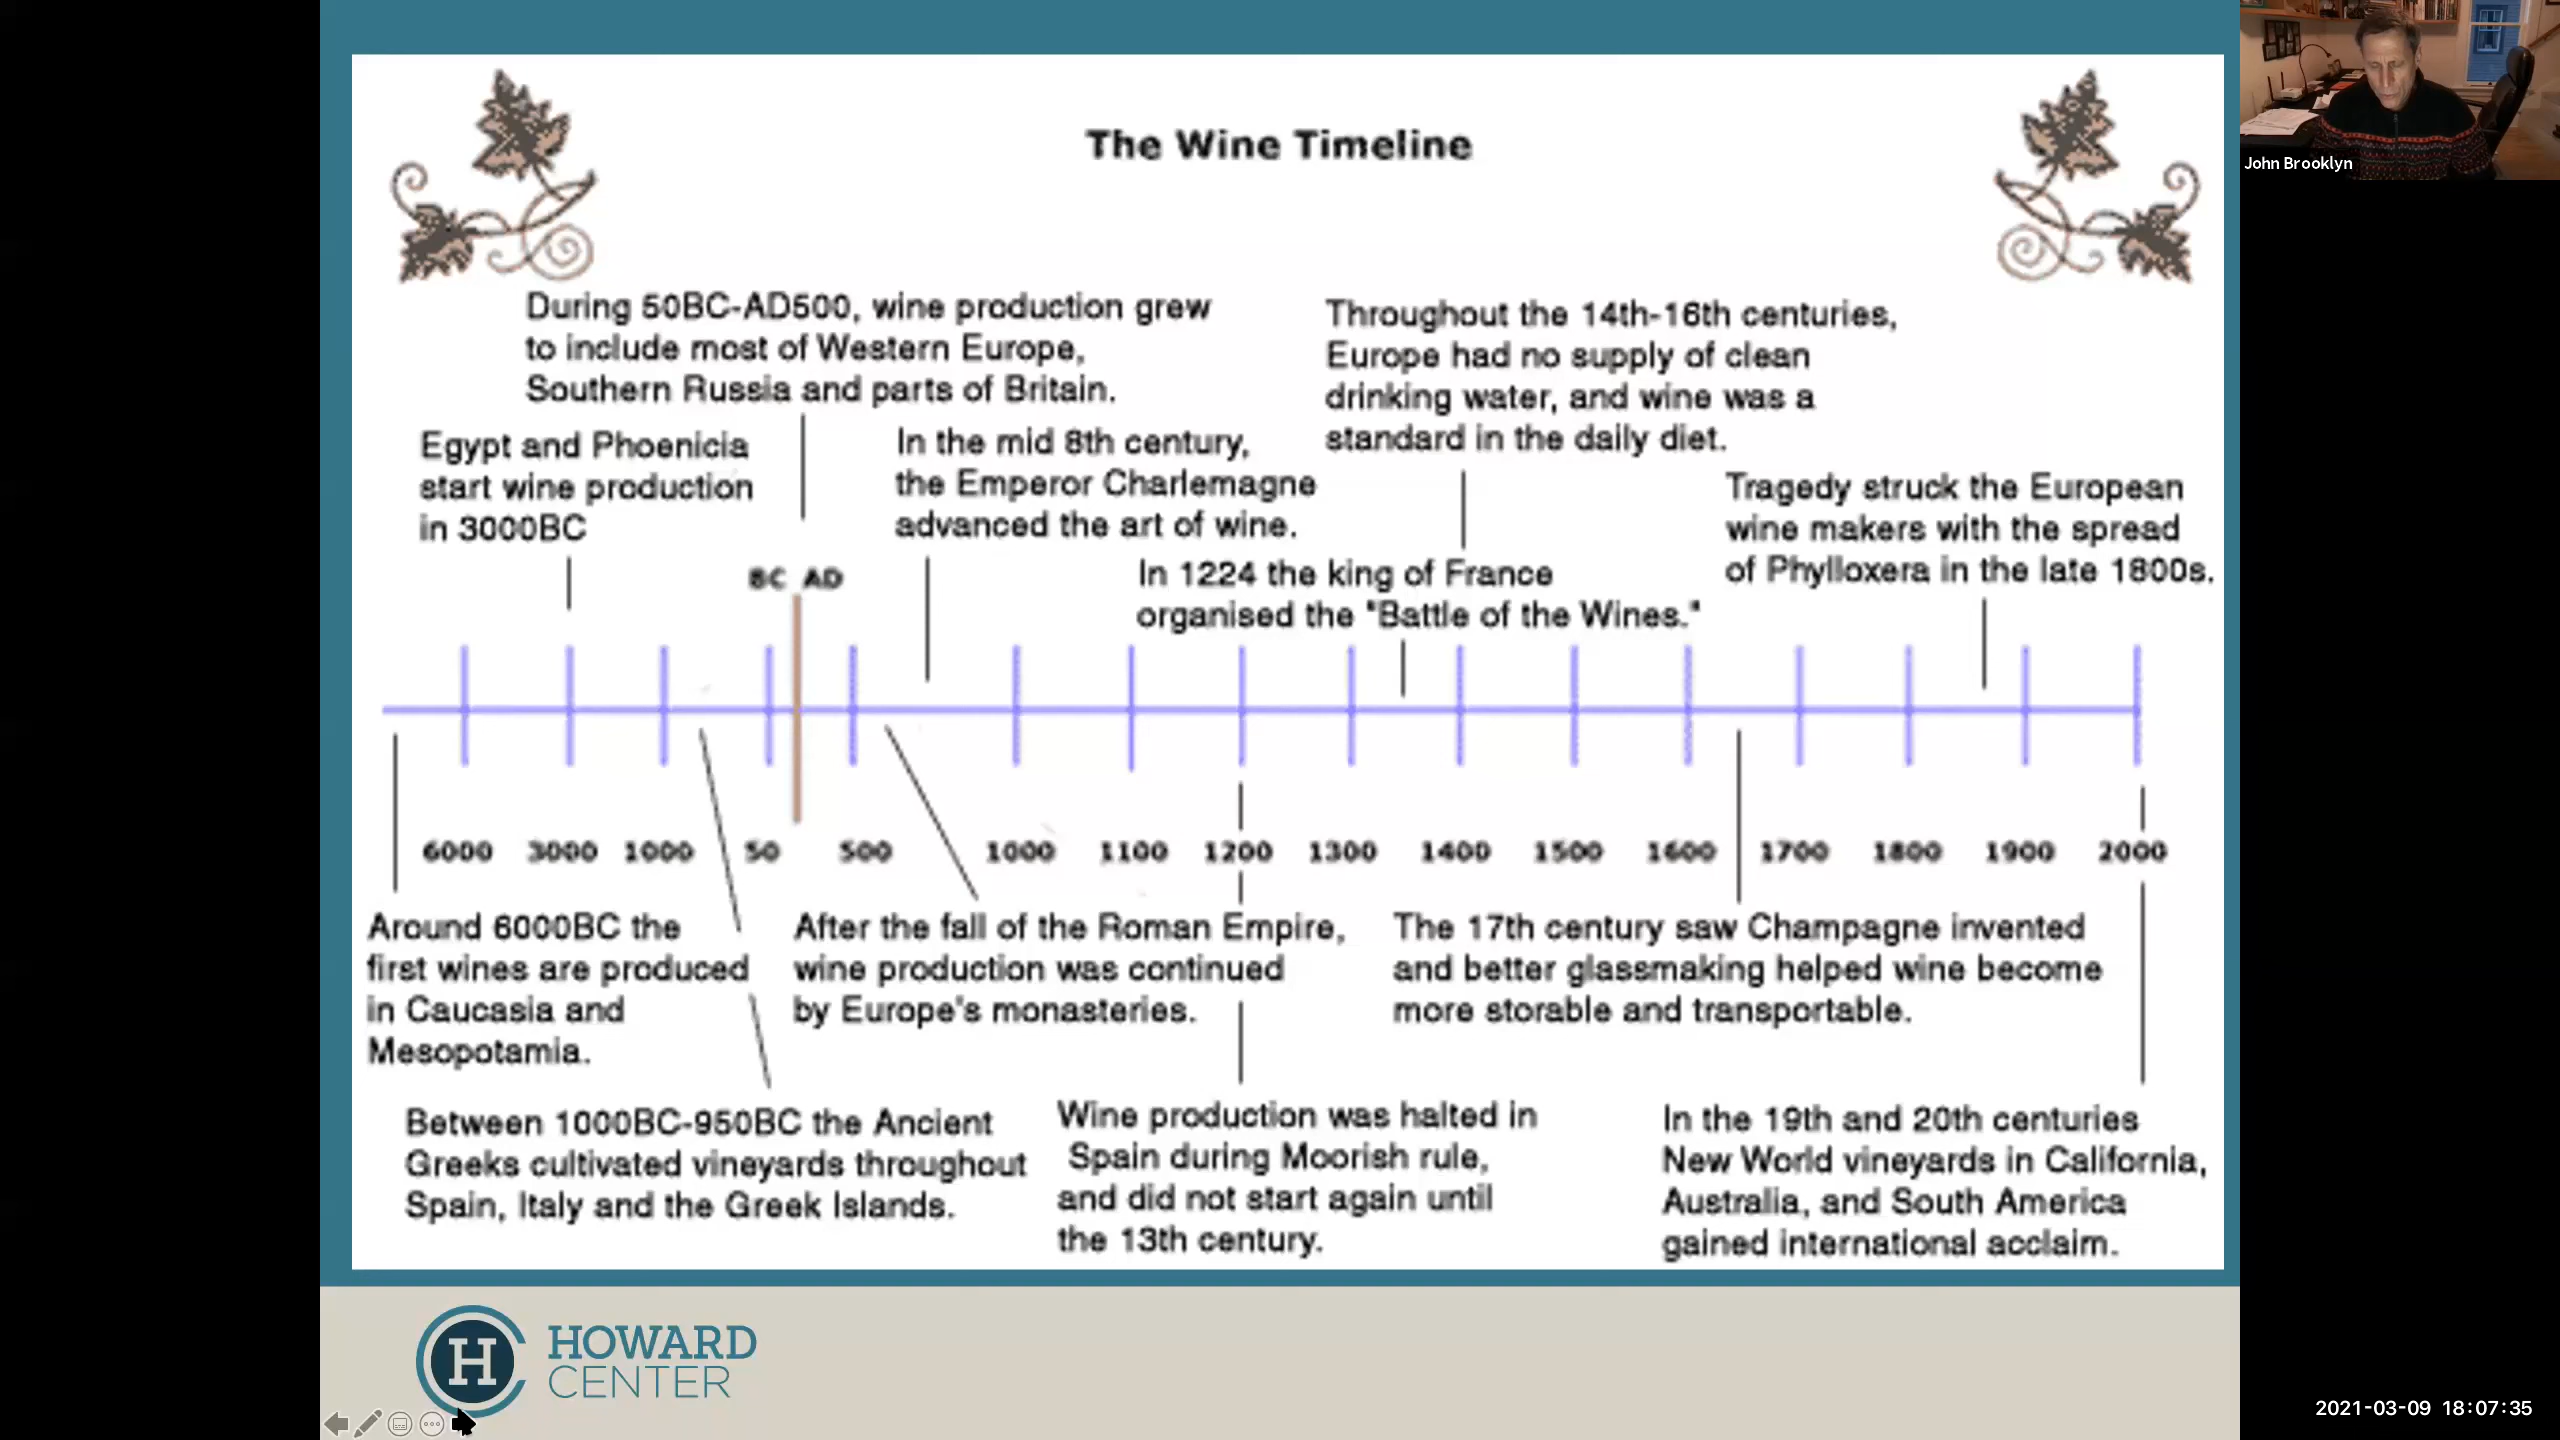 The Wine Timeline
During 50BC-AD500, wine production grew
to include most of Western Europe,
Southern Russia and parts of Britain.
Throughout the 14th-16th centuries,
Europe had no supply of clean
drinking water, and wine was a
standard in the daily diet.
Egypt and Phoenicia
start wine production
in 3000BC
In the mid 8th century,
the Emperor Charlemagne
advanced the art of wine.
Tragedy struck the European
wine makers with the spread
of Phylloxera in the late 1800s.
In 1224 the king of France
organised the "Battle of the Wines."
BC AD
6000 3000 1000 50 500 1000 1100 1200 1300 1400 1500 1600 1700 1800 1900 2000
Around 6000BC the
first wines are produced
in Caucasia and
Mesopotamia.
After the fall of the Roman Empire,
wine production was continued
by Europe's monasteries.
The 17th century saw Champagne invented
and better glassmaking helped wine become
more storable and transportable.
Between 1000BC-950BC the Ancient
Greeks cultivated vineyards throughout
Spain, Italy and the Greek Islands.
Wine production was halted in
Spain during Moorish rule,
and did not start again until
the 13th century.
In the 19th and 20th centuries
New World vineyards in California,
Australia, and South America
gained international acclaim.
H
HOWARD
CENTER
John Brooklyn
2021-03-09 18:07:35